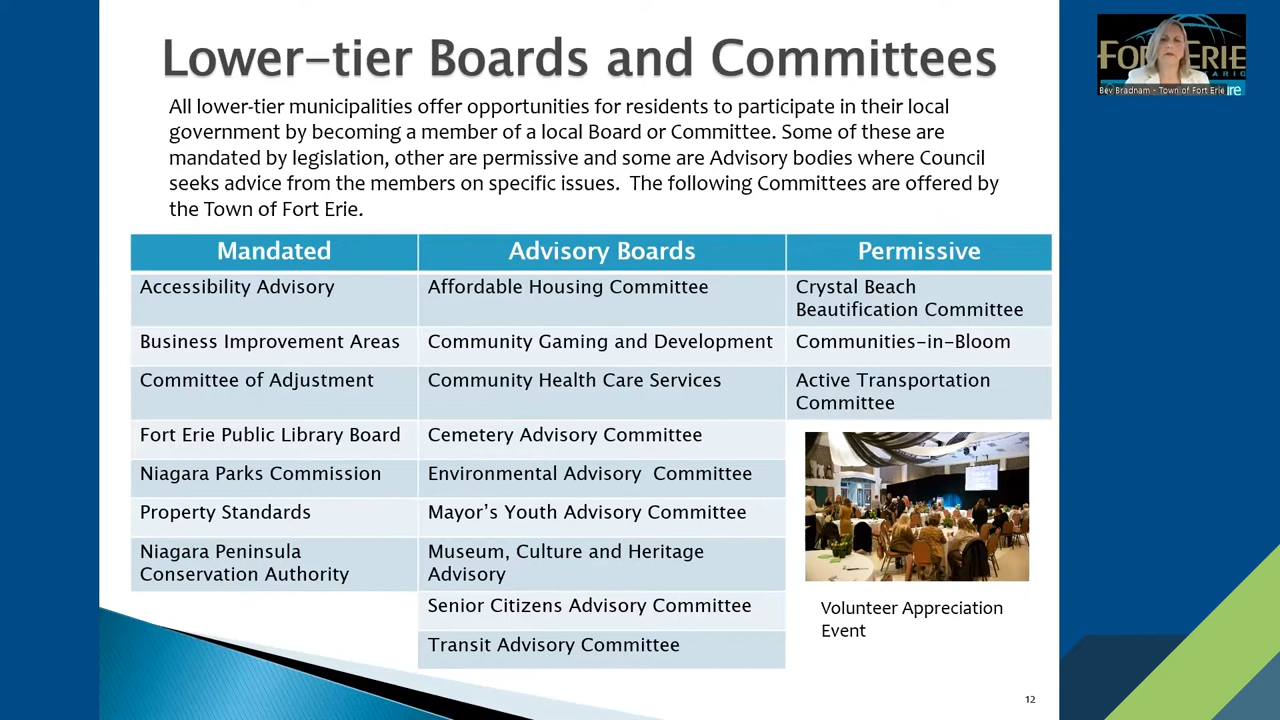 Lower-tier Boards and Committees
All lower-tier municipalities offer opportunities for residents to participate in their local
government by becoming a member of a local Board or Committee. Some of these are
mandated by legislation, other are permissive and some are Advisory bodies where Council
seeks advice from the members on specific issues. The following Committees are offered by
the Town of Fort Erie.
Mandated Advisory Boards Permissive
Accessibility Advisory Affordable Housing Committee Crystal Beach
Beautification Committee
Business Improvement Areas Community Gaming and Development Communities-in-Bloom
Committee of Adjustment Community Health Care Services Active Transportation
Committee
Fort Erie Public Library Board Cemetery Advisory Committee
Niagara Parks Commission Environmental Advisory Committee
Property Standards Mayor's Youth Advisory Committee
Niagara Peninsula Museum, Culture and Heritage
Conservation Authority Advisory
Senior Citizens Advisory Committee
Transit Advisory Committee
Volunteer Appreciation
Event
12
FORT ERIE
Bev Bradnam - Town of Fort Erie